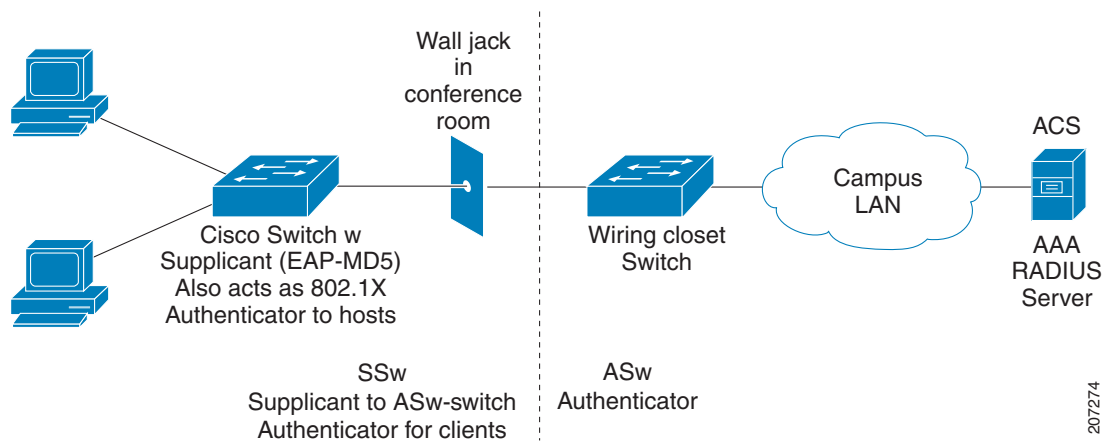 Wall jack
in
conference
room
Cisco Switch w
Supplicant (EAP-MD5)
Also acts as 802.1X
Authenticator to hosts
Wiring closet
Switch
Campus
LAN
ACS
AAA
RADIUS
Server
SSw
Supplicant to ASw-switch
Authenticator for clients
ASw
Authenticator
207274